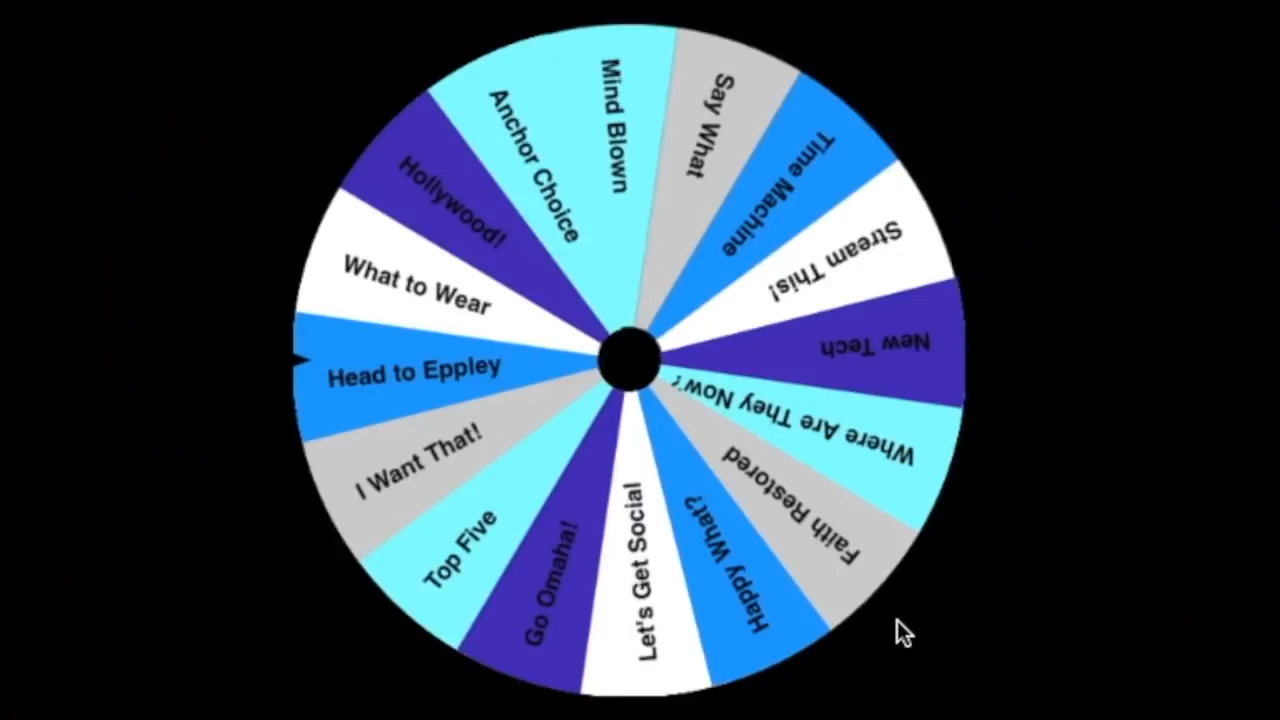 Mind Blown
Say What
Time Machine
Stream This!
New Tech
Where Are They Now?
Faith Restored
Happy What?
Let's Get Social
Go Omaha!
Top Five
I Want That!
Head to Eppley
What to Wear
Hollywood!
Anchor Choice